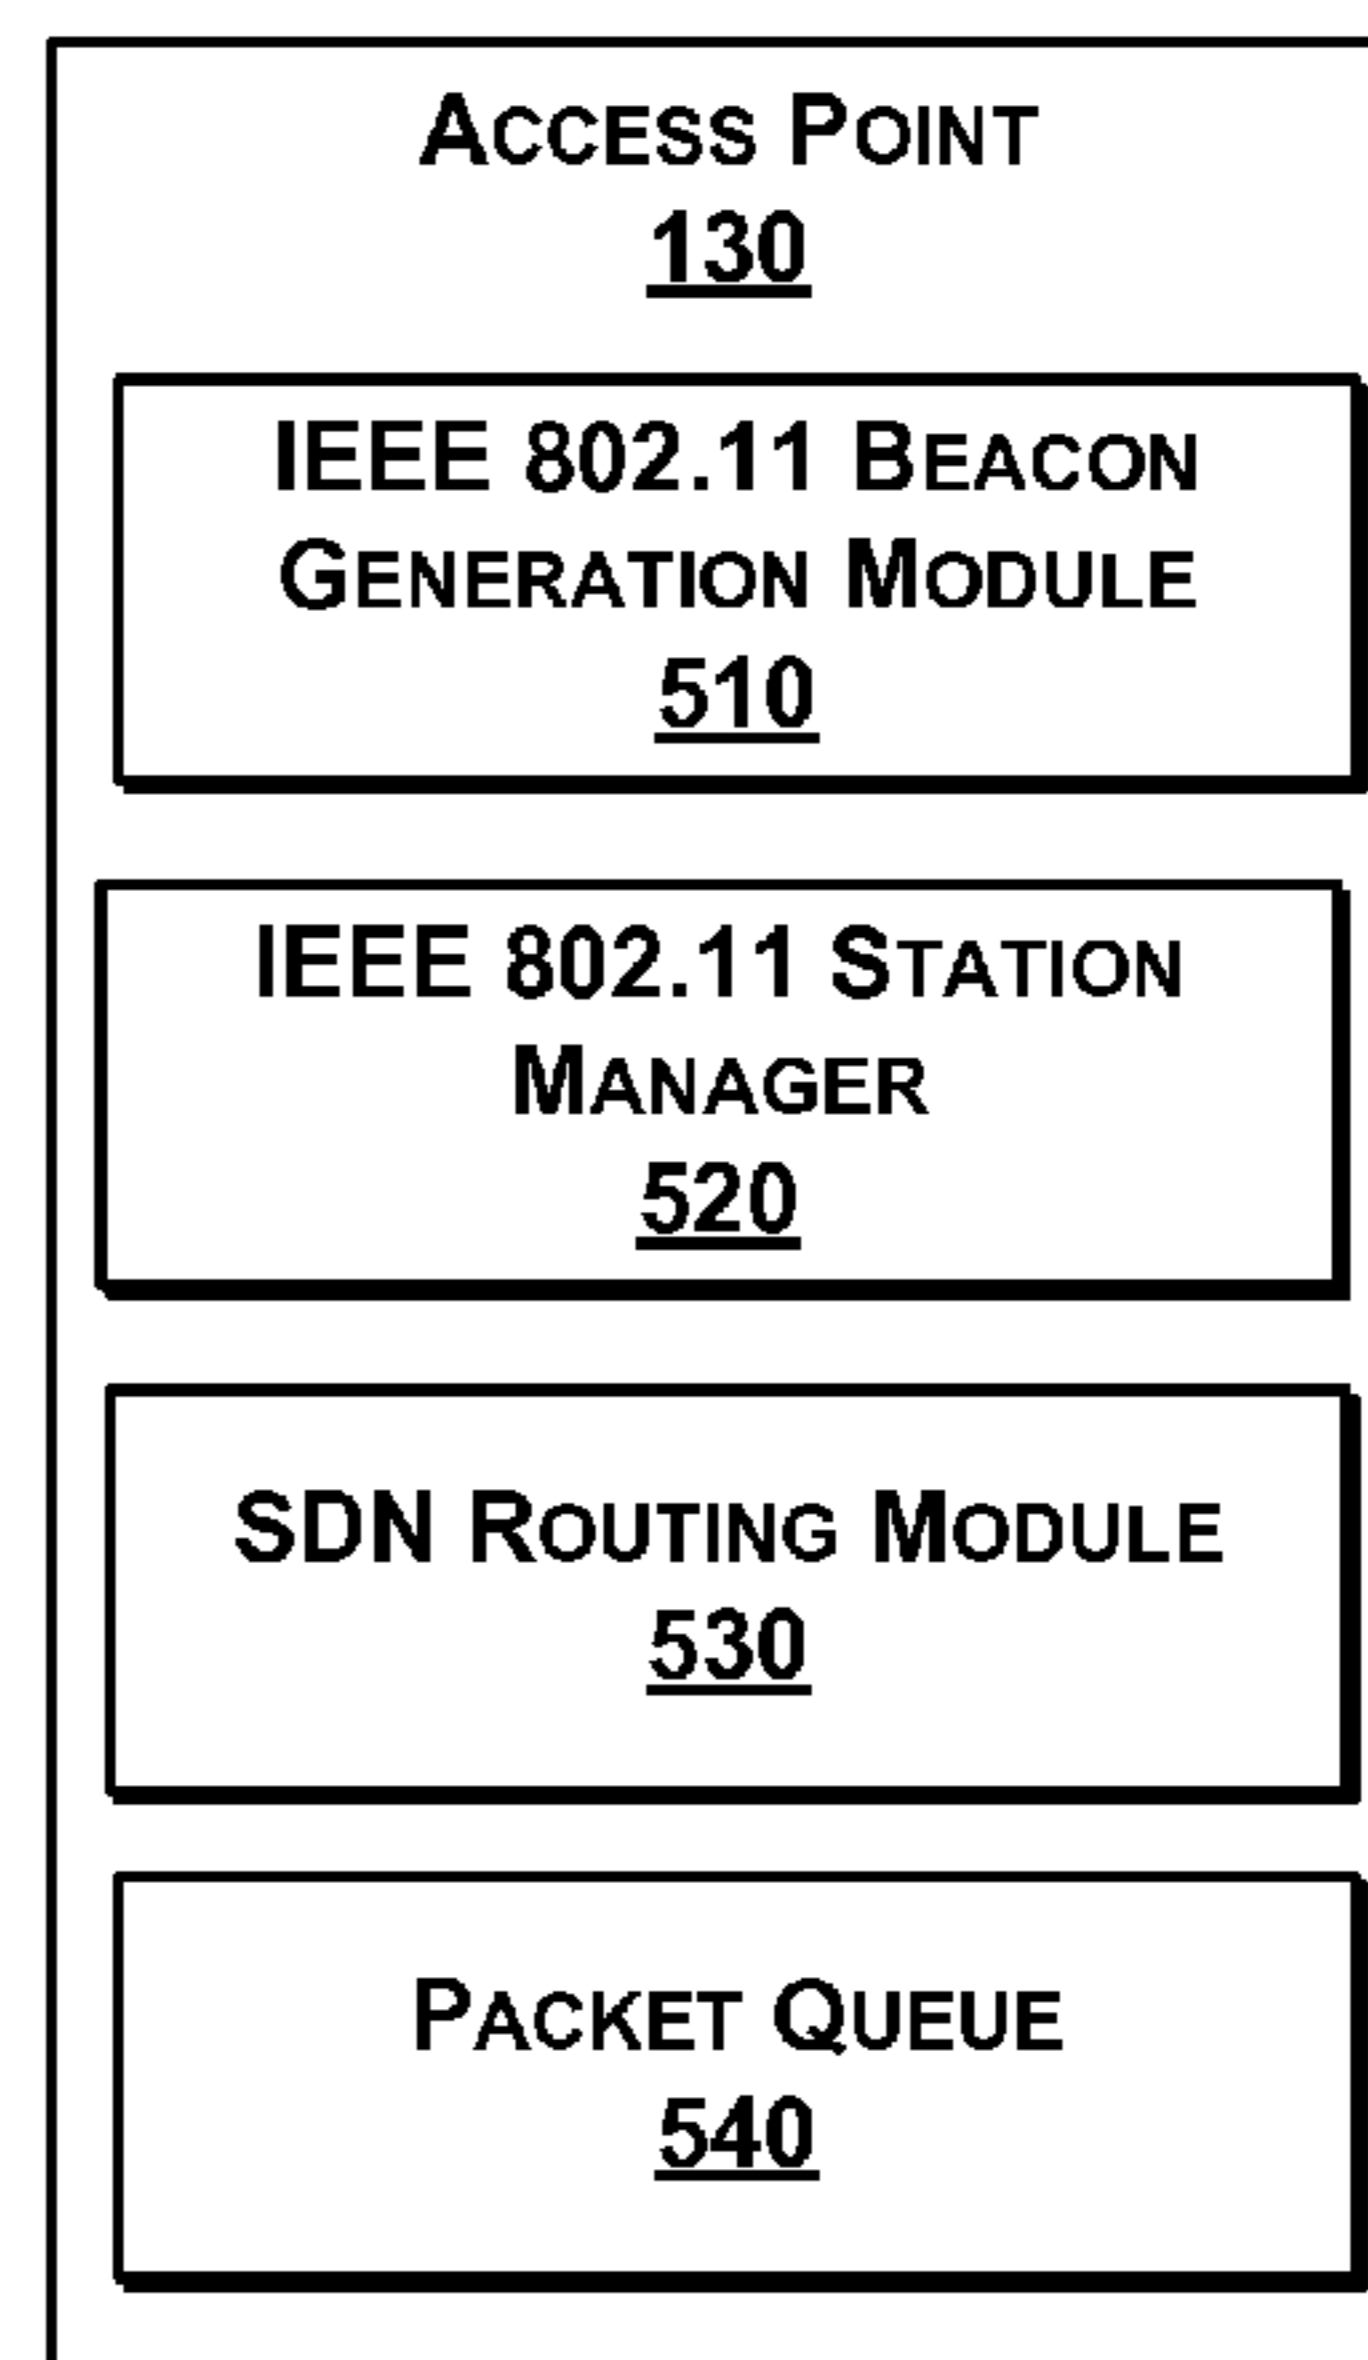 ACCESS POINT
130
IEEE 802.11 BEACON
GENERATION MODULE
510
IEEE 802.11 STATION
MANAGER
520
SDN ROUTING MODULE
530
PACKET QUEUE
540